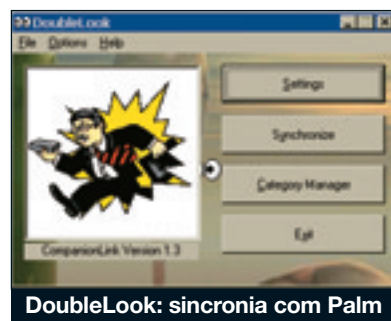 DoubleLook
File Options Help
Settings
Synchronize
Category Manager
Exit
CompanionLink Version 1.3
DoubleLook: sincronia com Palm